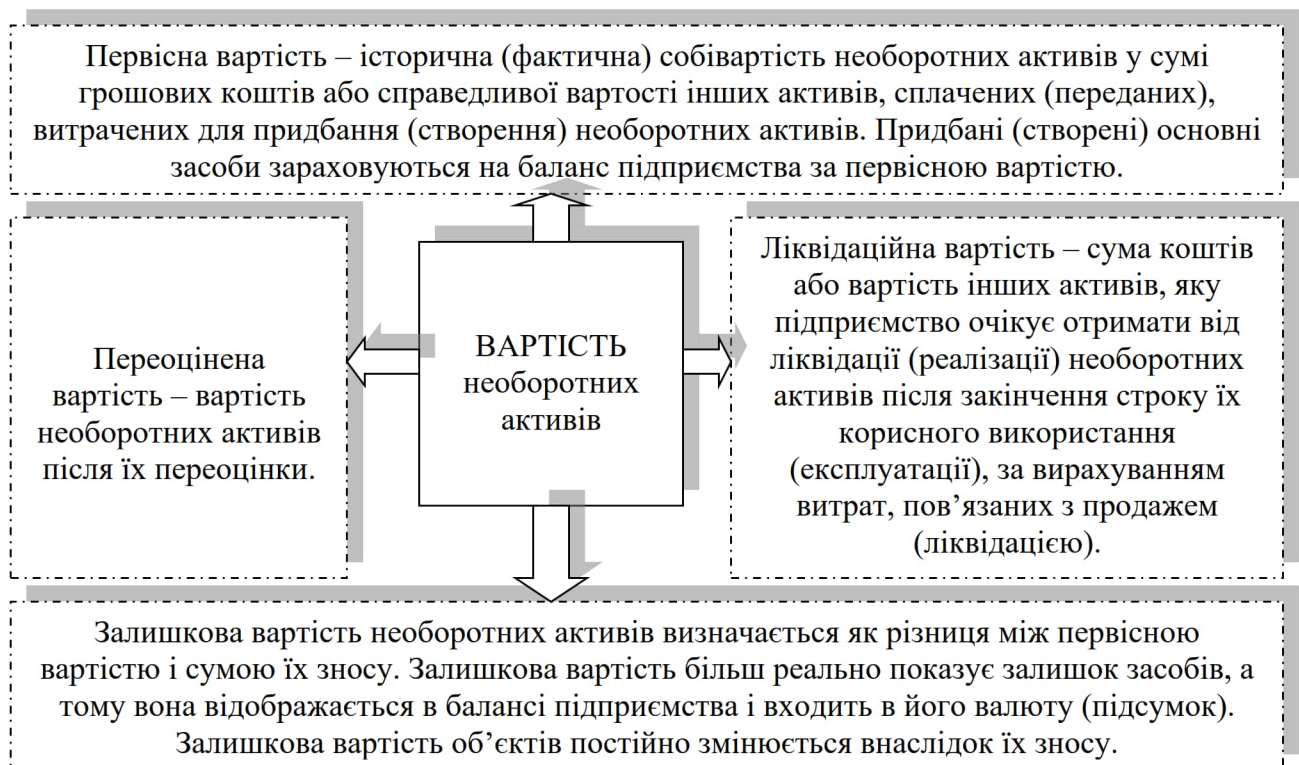 Первісна вартість – історична (фактична) собівартість необоротних активів у сумі
грошових коштів або справедливої вартості інших активів, сплачених (переданих),
витрачених для придбання (створення) необоротних активів. Придбані (створені) основні
засоби зараховуються на баланс підприємства за первісною вартістю.
Переоцінена
вартість – вартість
необоротних активів
після їх переоцінки.
ВАРТІСТЬ
необоротних
активів
Ліквідаційна вартість – сума коштів
або вартість інших активів, яку
підприємство очікує отримати від
ліквідації (реалізації) необоротних
активів після закінчення строку їх
корисного використання
(експлуатації), за вирахуванням
витрат, пов’язаних з продажем
(ліквідацією).
Залишкова вартість необоротних активів визначається як різниця між первісною
вартістю і сумою їх зносу. Залишкова вартість більш реально показує залишок засобів, а
тому вона відображається в балансі підприємства і входить в його валюту (підсумок).
Залишкова вартість об’єктів постійно змінюється внаслідок їх зносу.